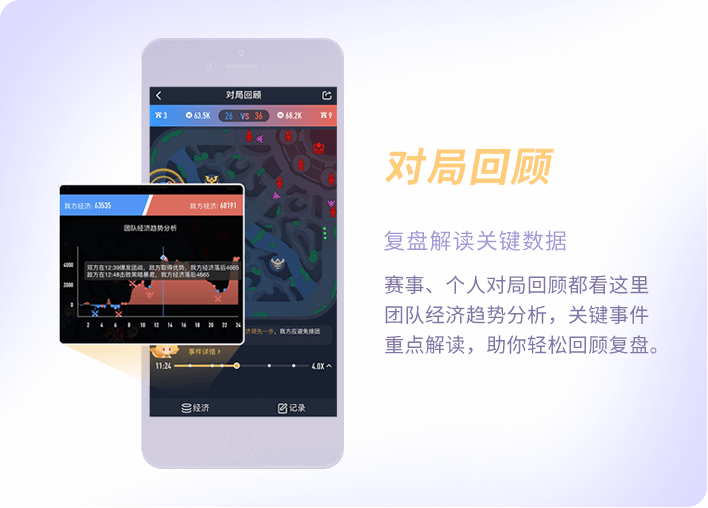 对局回顾
3
63.5K
26 VS 36
68.2K
9
我方经济: 63535
敌方经济: 68191
团队经济趋势分析
双方在12:39爆发团战，敌方取得优势，我方经济落后4665
敌方在12:48击败黑暗暴君，我方经济落后4665
4000
2000
0
2 4 6 8 10 12 14 16 18 20 22 24
领先一步，我方应避免接团
事件详情 >
11:24
4.0X
经济
记录
对局回顾
复盘解读关键数据
赛事、个人对局回顾都看这里
团队经济趋势分析，关键事件
重点解读，助你轻松回顾复盘。